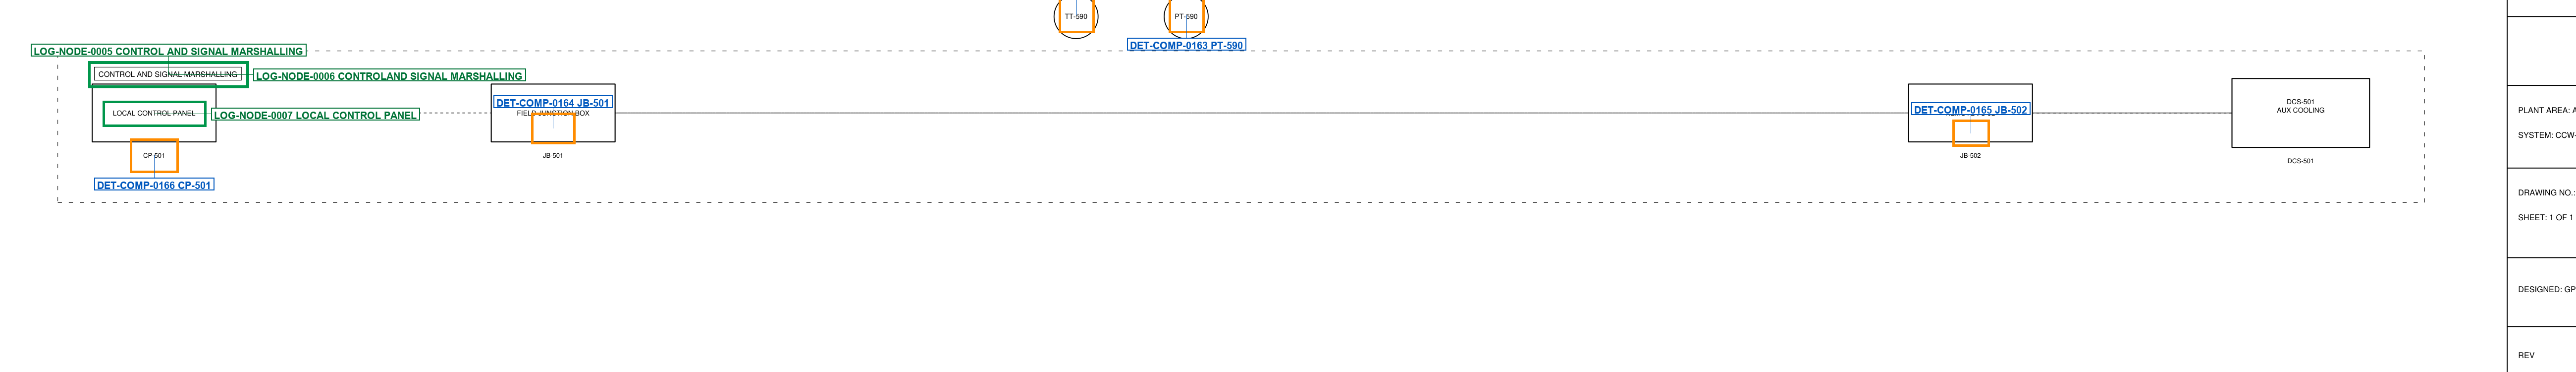 TT-590
PT-590
DET-COMP-0163 PT-590
LOG-NODE-0005 CONTROL AND SIGNAL MARSHALLING
CONTROL AND SIGNAL MARSHALLING
LOG-NODE-0006 CONTROLAND SIGNAL MARSHALLING
LOCAL CONTROL PANEL
LOG-NODE-0007 LOCAL CONTROL PANEL
CP-501
DET-COMP-0166 CP-501
DET-COMP-0164 JB-501
FIELD JUNCTION BOX
JB-501
DET-COMP-0165 JB-502
JB-502
DCS-501
AUX COOLING
DCS-501
PLANT AREA: A
SYSTEM: CCW-
DRAWING NO.:
SHEET: 1 OF 1
DESIGNED: GP
REV